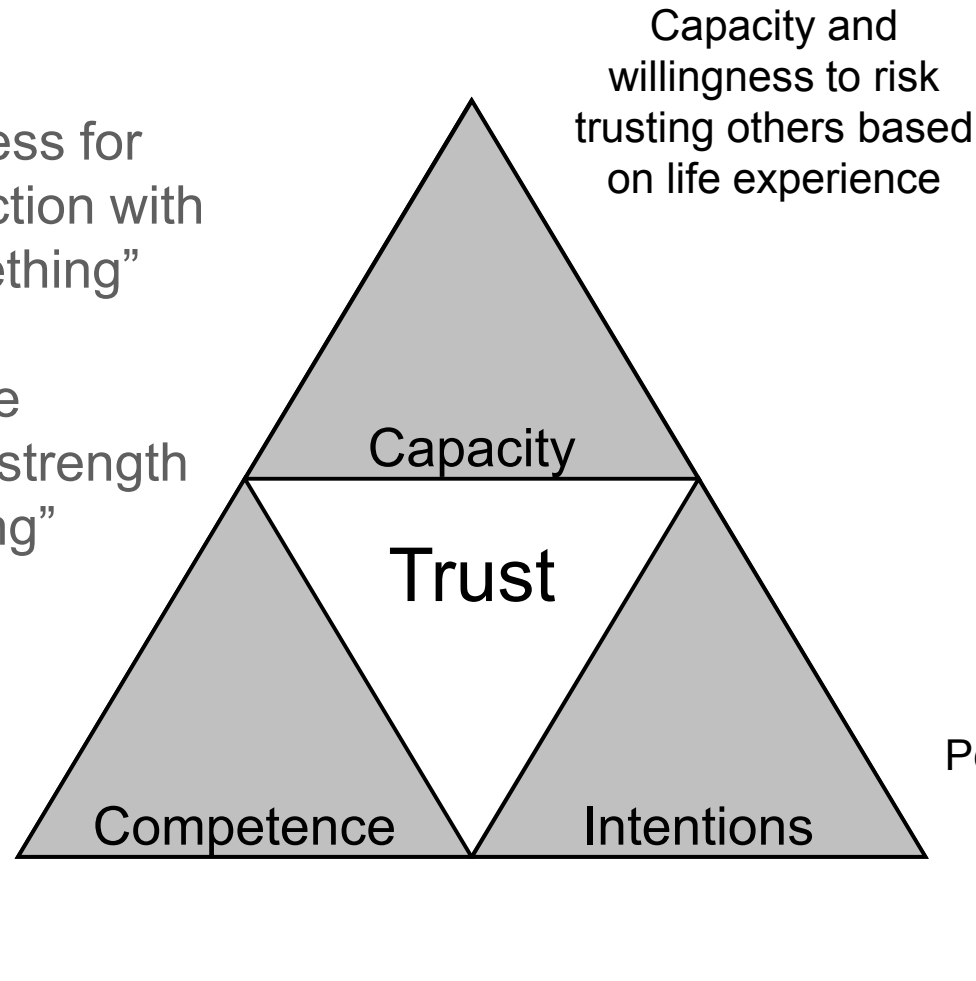 Capacity and
willingness to risk
trusting others based
on life experience
ess for
ction with
ething”
e
strength
ng”
Capacity
Trust
Competence
Intentions